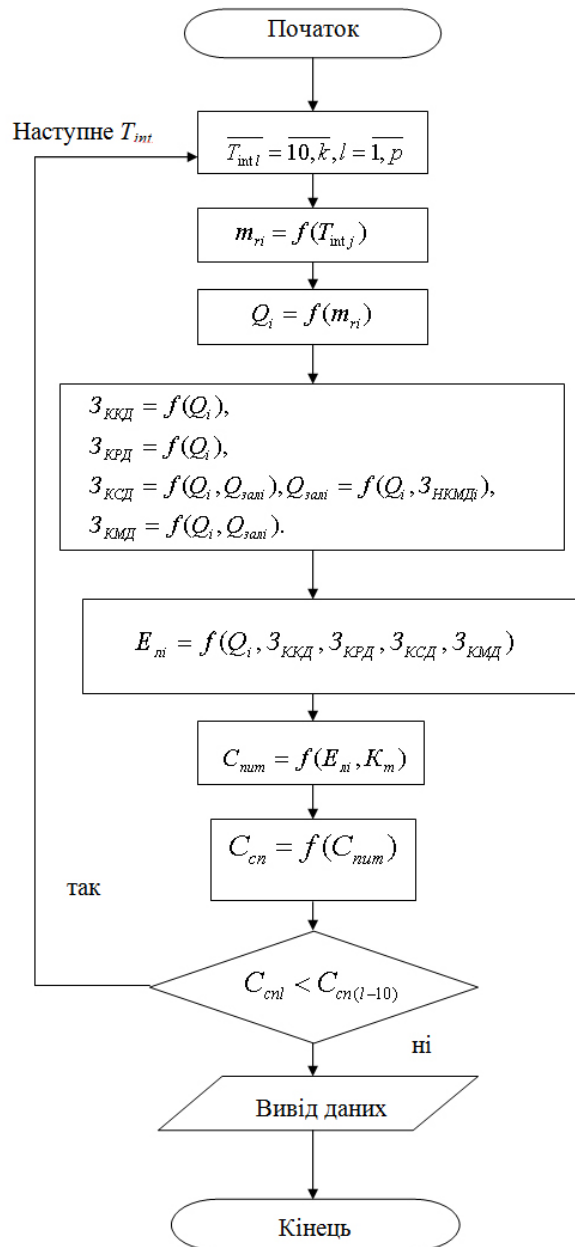 Початок
Наступне T_int
T_int l = 10, k, l = 1, p
m_ri = f(T_int j)
Q_i = f(m_ri)
З_ККД = f(Q_i),
З_КРД = f(Q_i),
З_КСД = f(Q_i, Q_залі), Q_залі = f(Q_i, З_НКМДі),
З_КМД = f(Q_i, Q_залі).
E_лі = f(Q_i, З_ККД, З_КРД, З_КСД, З_КМД)
C_пит = f(E_лі, K_т)
C_сп = f(C_пит)
так
C_спl < C_сп(l-10)
ні
Вивід даних
Кінець